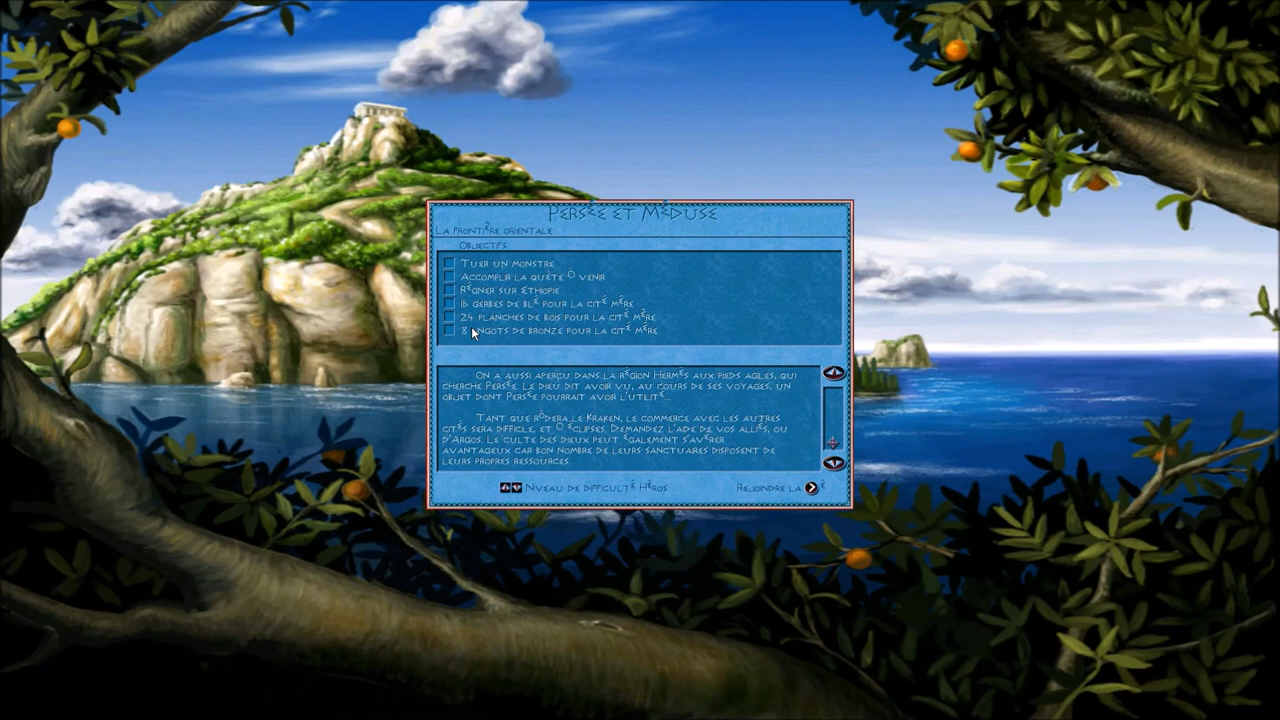 Persée et Méduse
La frontière orientale
Objectifs
Tuer un monstre
Accomplir la quête à venir
Régner sur Éthiopie
16 gerbes de blé pour la cité mère
24 planches de bois pour la cité mère
8 lingots de bronze pour la cité mère
On a aussi aperçu dans la région Hermès aux pieds agiles, qui
cherche Persée. Le dieu dit avoir vu, au cours de ses voyages, un
objet dont Persée pourrait avoir l'utilité...
Tant que rôdera le Kraken, le commerce avec les autres
cités sera difficile, et à éclipses. Demandez l'aide de vos alliés, ou
d'Argos. Le culte des dieux peut également s'avérer
avantageux car bon nombre de leurs sanctuaires disposent de
leurs propres ressources.
Niveau de difficulté Héros
Rejoindre la